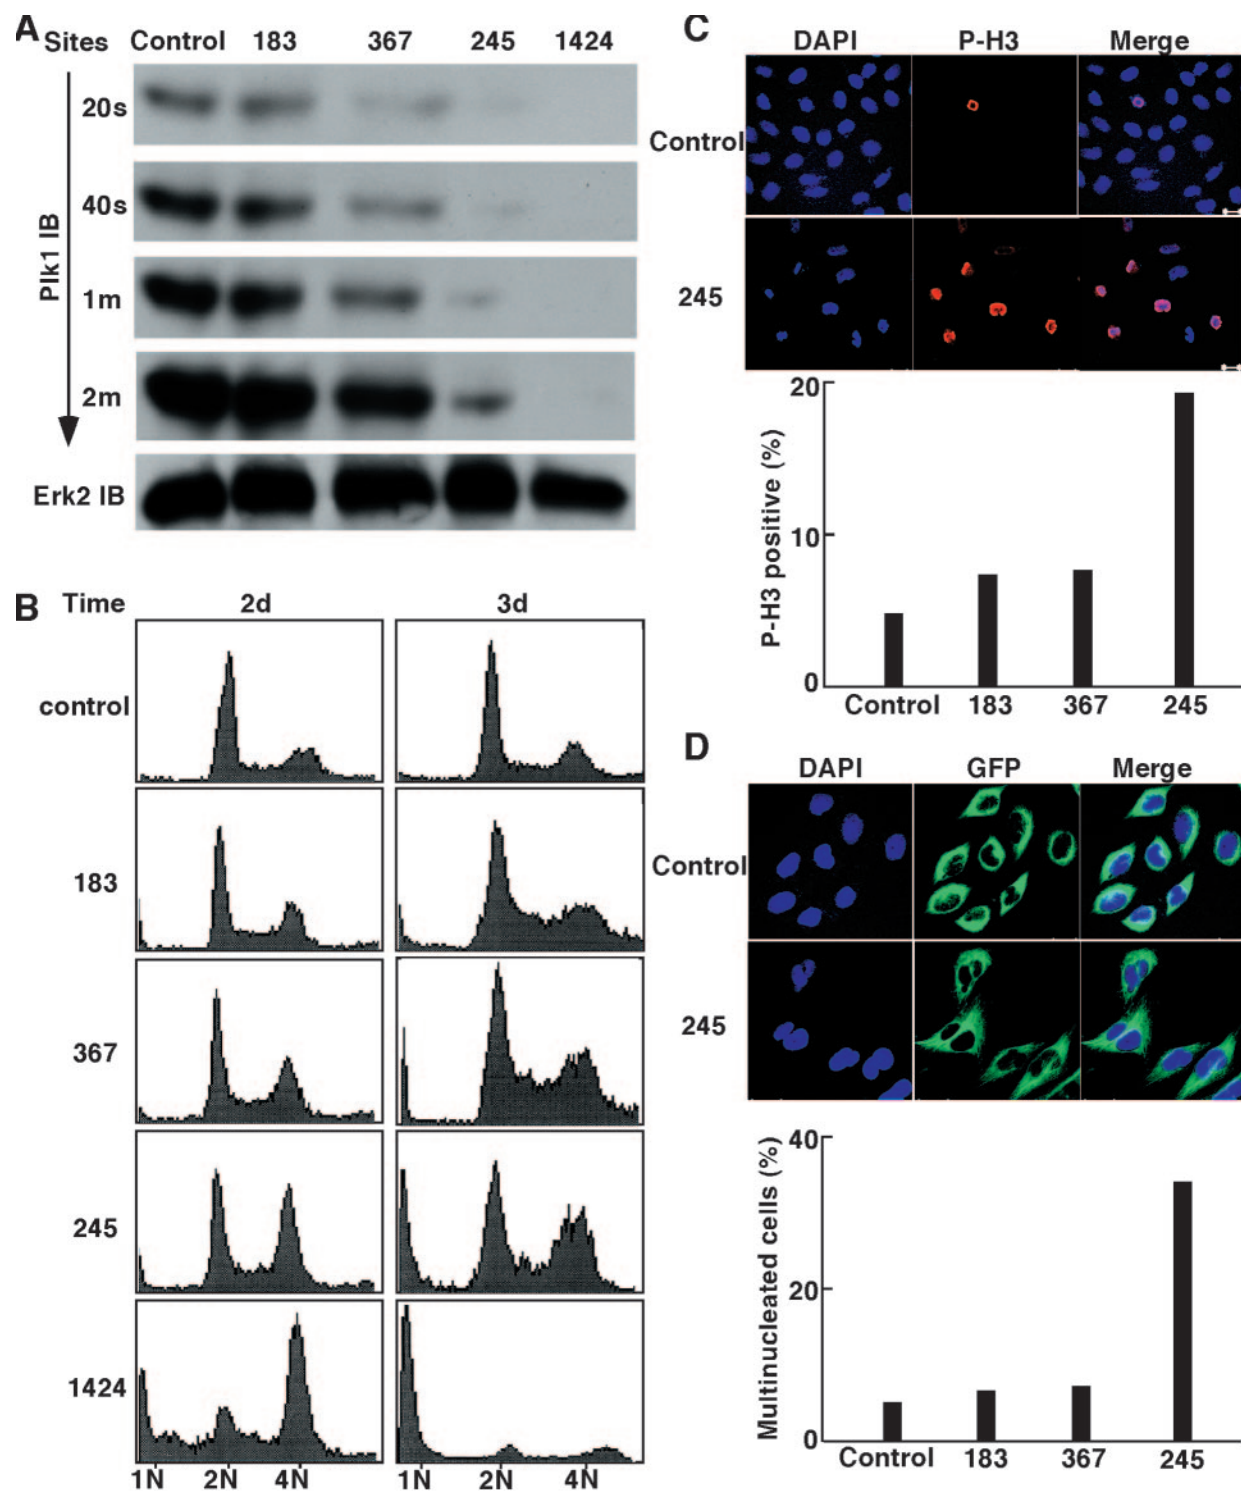 A
Sites Control 183 367 245 1424
20s
40s
1m
2m
Plk1 IB
Erk2 IB
B
Time 2d 3d
control
183
367
245
1424
1N 2N 4N 1N 2N 4N
C
DAPI P-H3 Merge
Control
245
P-H3 positive (%)
20
10
0
Control 183 367 245
D
DAPI GFP Merge
Control
245
Multinucleated cells (%)
40
20
0
Control 183 367 245